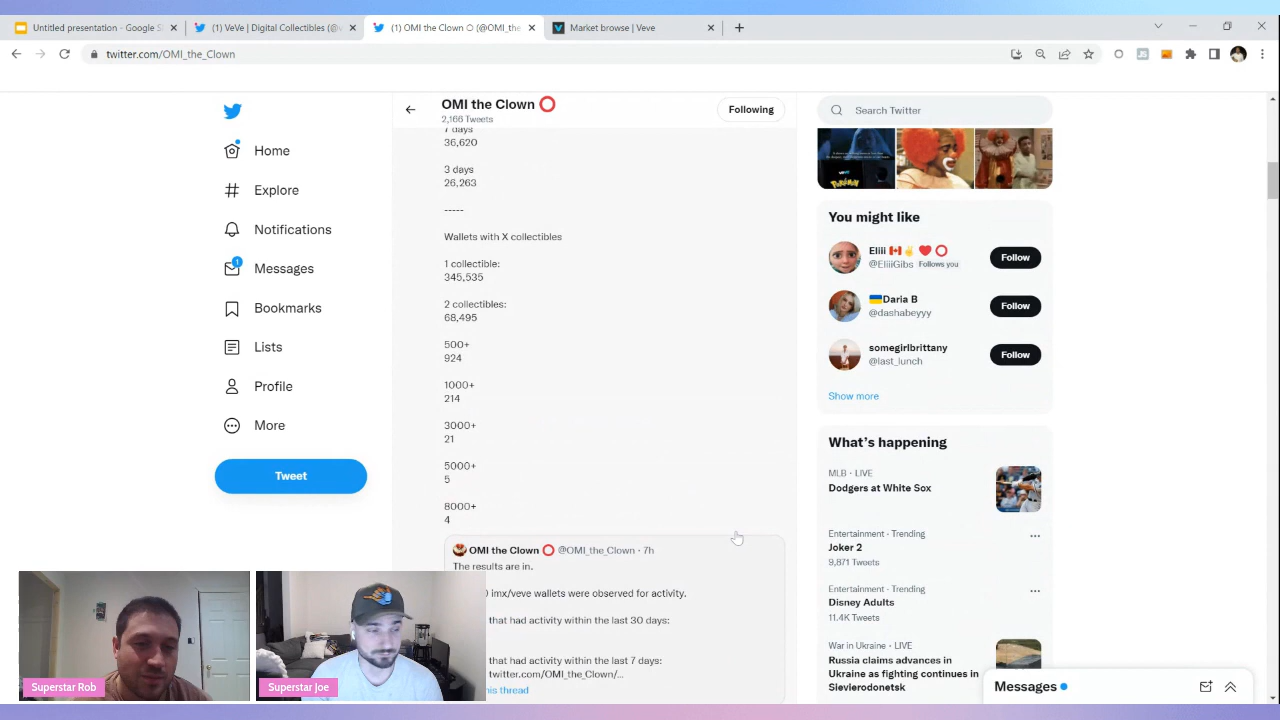 Untitled presentation - Google S
(1) VeVe | Digital Collectibles (@v
(1) OMI the Clown ⭕ (@OMI_the_
Market browse | Veve
twitter.com/OMI_the_Clown
OMI the Clown ⭕
2,166 Tweets
Following
Search Twitter
Home
Explore
Notifications
1
Messages
Bookmarks
Lists
Profile
More
Tweet
7 days
36,620
3 days
26,263
-----
Wallets with X collectibles
1 collectible:
345,535
2 collectibles:
68,495
500+
924
1000+
214
3000+
21
5000+
5
8000+
4
OMI the Clown ⭕ @OMI_the_Clown · 7h
The results are in.
imx/veve wallets were observed for activity.
that had activity within the last 30 days:
that had activity within the last 7 days:
twitter.com/OMI_the_Clown/...
this thread
You might like
Eliii 🇨🇦✌️❤️⭕
@EliiiGibs Follows you
Follow
🇺🇦Daria B
@dashabeyyy
Follow
somegirlbrittany
@last_lunch
Follow
Show more
What's happening
MLB · LIVE
Dodgers at White Sox
Entertainment · Trending
Joker 2
9,871 Tweets
Entertainment · Trending
Disney Adults
11.4K Tweets
War in Ukraine · LIVE
Russia claims advances in
Ukraine as fighting continues in
Sievierodonetsk
Messages
Superstar Rob
Superstar Joe